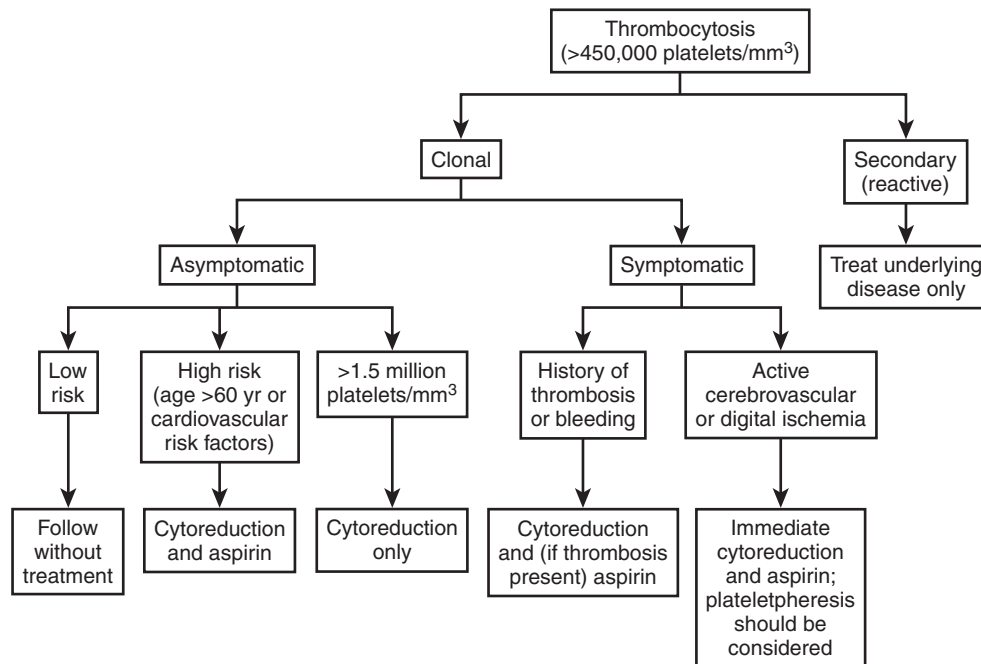 Thrombocytosis
(>450,000 platelets/mm³)
Clonal
Secondary
(reactive)
Asymptomatic
Symptomatic
Treat underlying
disease only
Low
risk
High risk
(age >60 yr or
cardiovascular
risk factors)
>1.5 million
platelets/mm³
History of
thrombosis
or bleeding
Active
cerebrovascular
or digital ischemia
Follow
without
treatment
Cytoreduction
and aspirin
Cytoreduction
only
Cytoreduction
and (if thrombosis
present) aspirin
Immediate
cytoreduction
and aspirin;
plateletpheresis
should be
considered